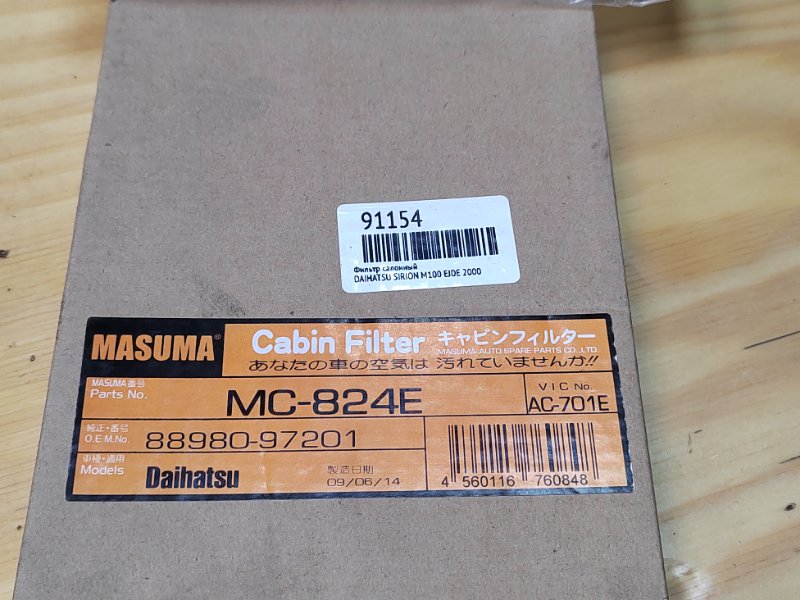 91154
Фильтр салонный
DAIHATSU SIRION M100 EJDE 2000
MASUMA®
Cabin Filter キャビンフィルター
MASUMA AUTO SPARE PARTS CO.,LTD.
あなたの車の空気は 汚れていませんか!!
MASUMA番号
Parts No.
MC-824E
VIC No.
AC-701E
純正・番号
O.E.M.No.
88980-97201
車種・適用
Models
Daihatsu
製造日期
09/06/14
4 560116 760848